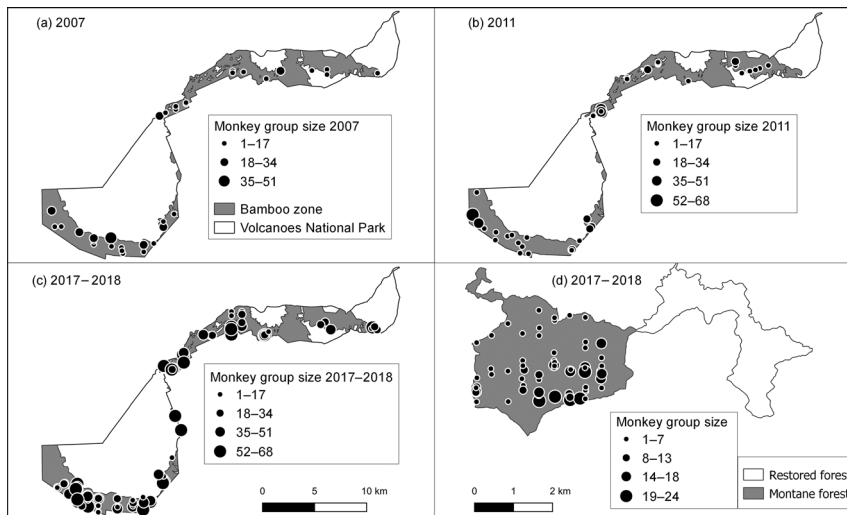 (a) 2007
Monkey group size 2007
1–17
18–34
35–51
Bamboo zone
Volcanoes National Park
(b) 2011
Monkey group size 2011
1–17
18–34
35–51
52–68
(c) 2017–2018
Monkey group size 2017–2018
1–17
18–34
35–51
52–68
0 5 10 km
(d) 2017–2018
Monkey group size
1–7
8–13
14–18
19–24
0 1 2 km
Restored forest
Montane forest